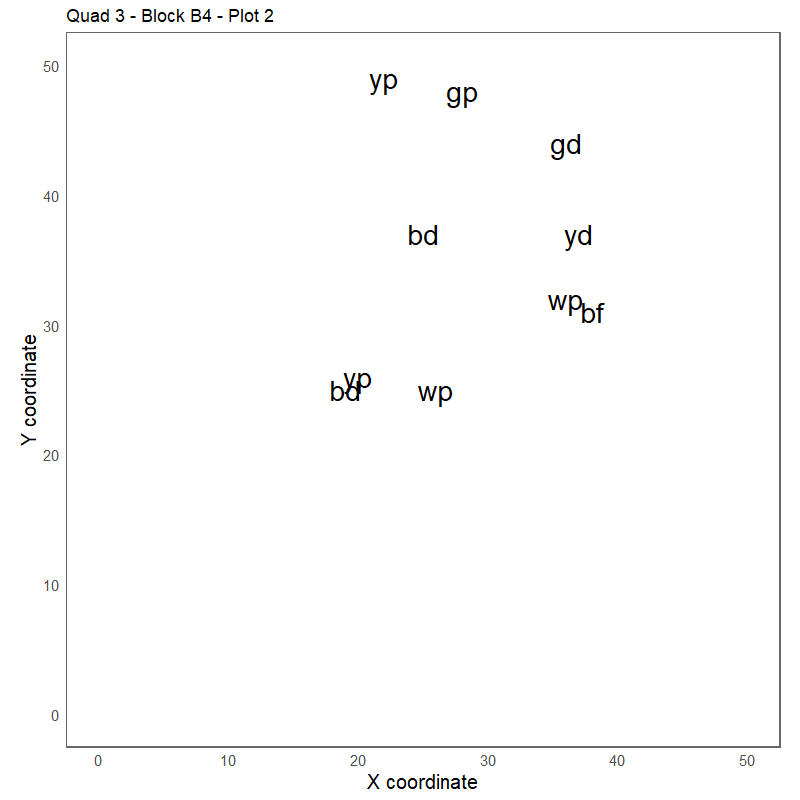 Quad 3 - Block B4 - Plot 2
50
yp
gp
gd
40
bd
yd
30
wp
bf
yp
bd
wp
20
10
0
0 10 20 30 40 50
X coordinate
Y coordinate